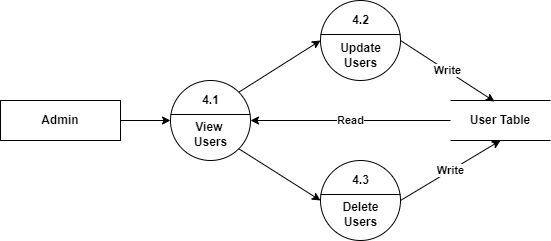 4.2
Update
Users
Write
4.1
View
Users
Admin
Read
User Table
4.3
Delete
Users
Write